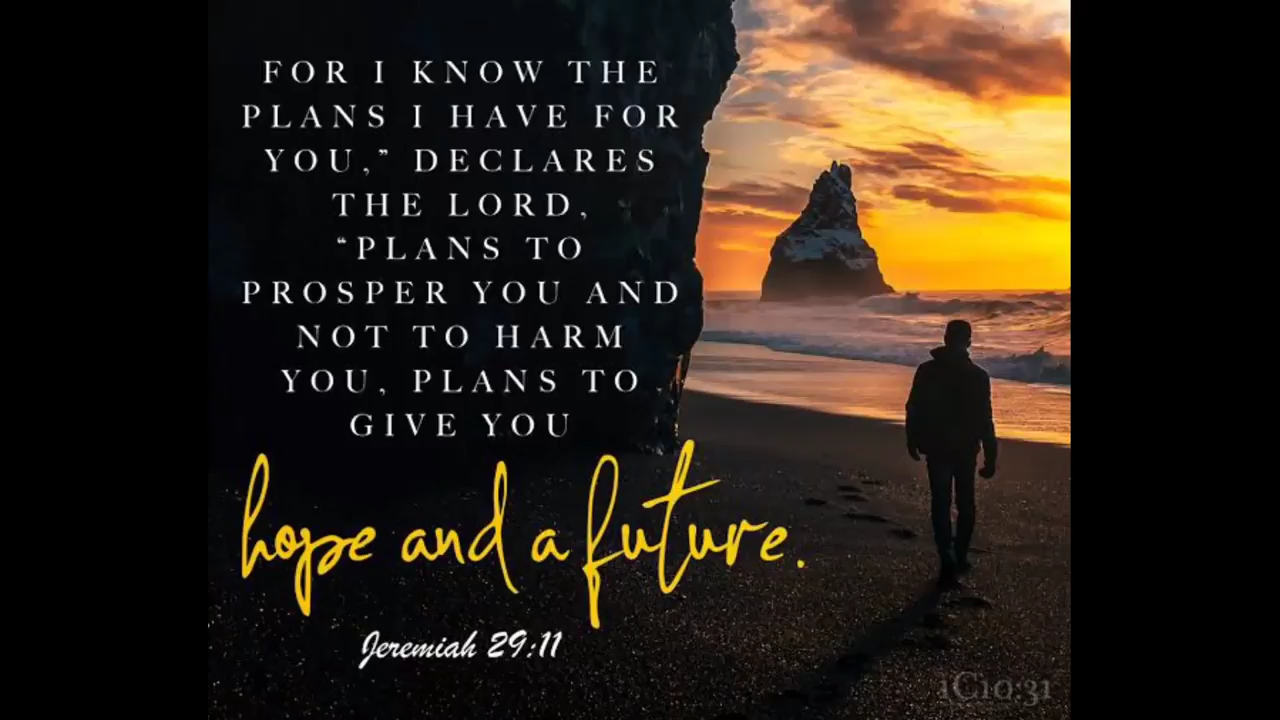 FOR I KNOW THE
PLANS I HAVE FOR
YOU,” DECLARES
THE LORD,
“PLANS TO
PROSPER YOU AND
NOT TO HARM
YOU, PLANS TO
GIVE YOU
hope and a future.
Jeremiah 29:11
1C10:31